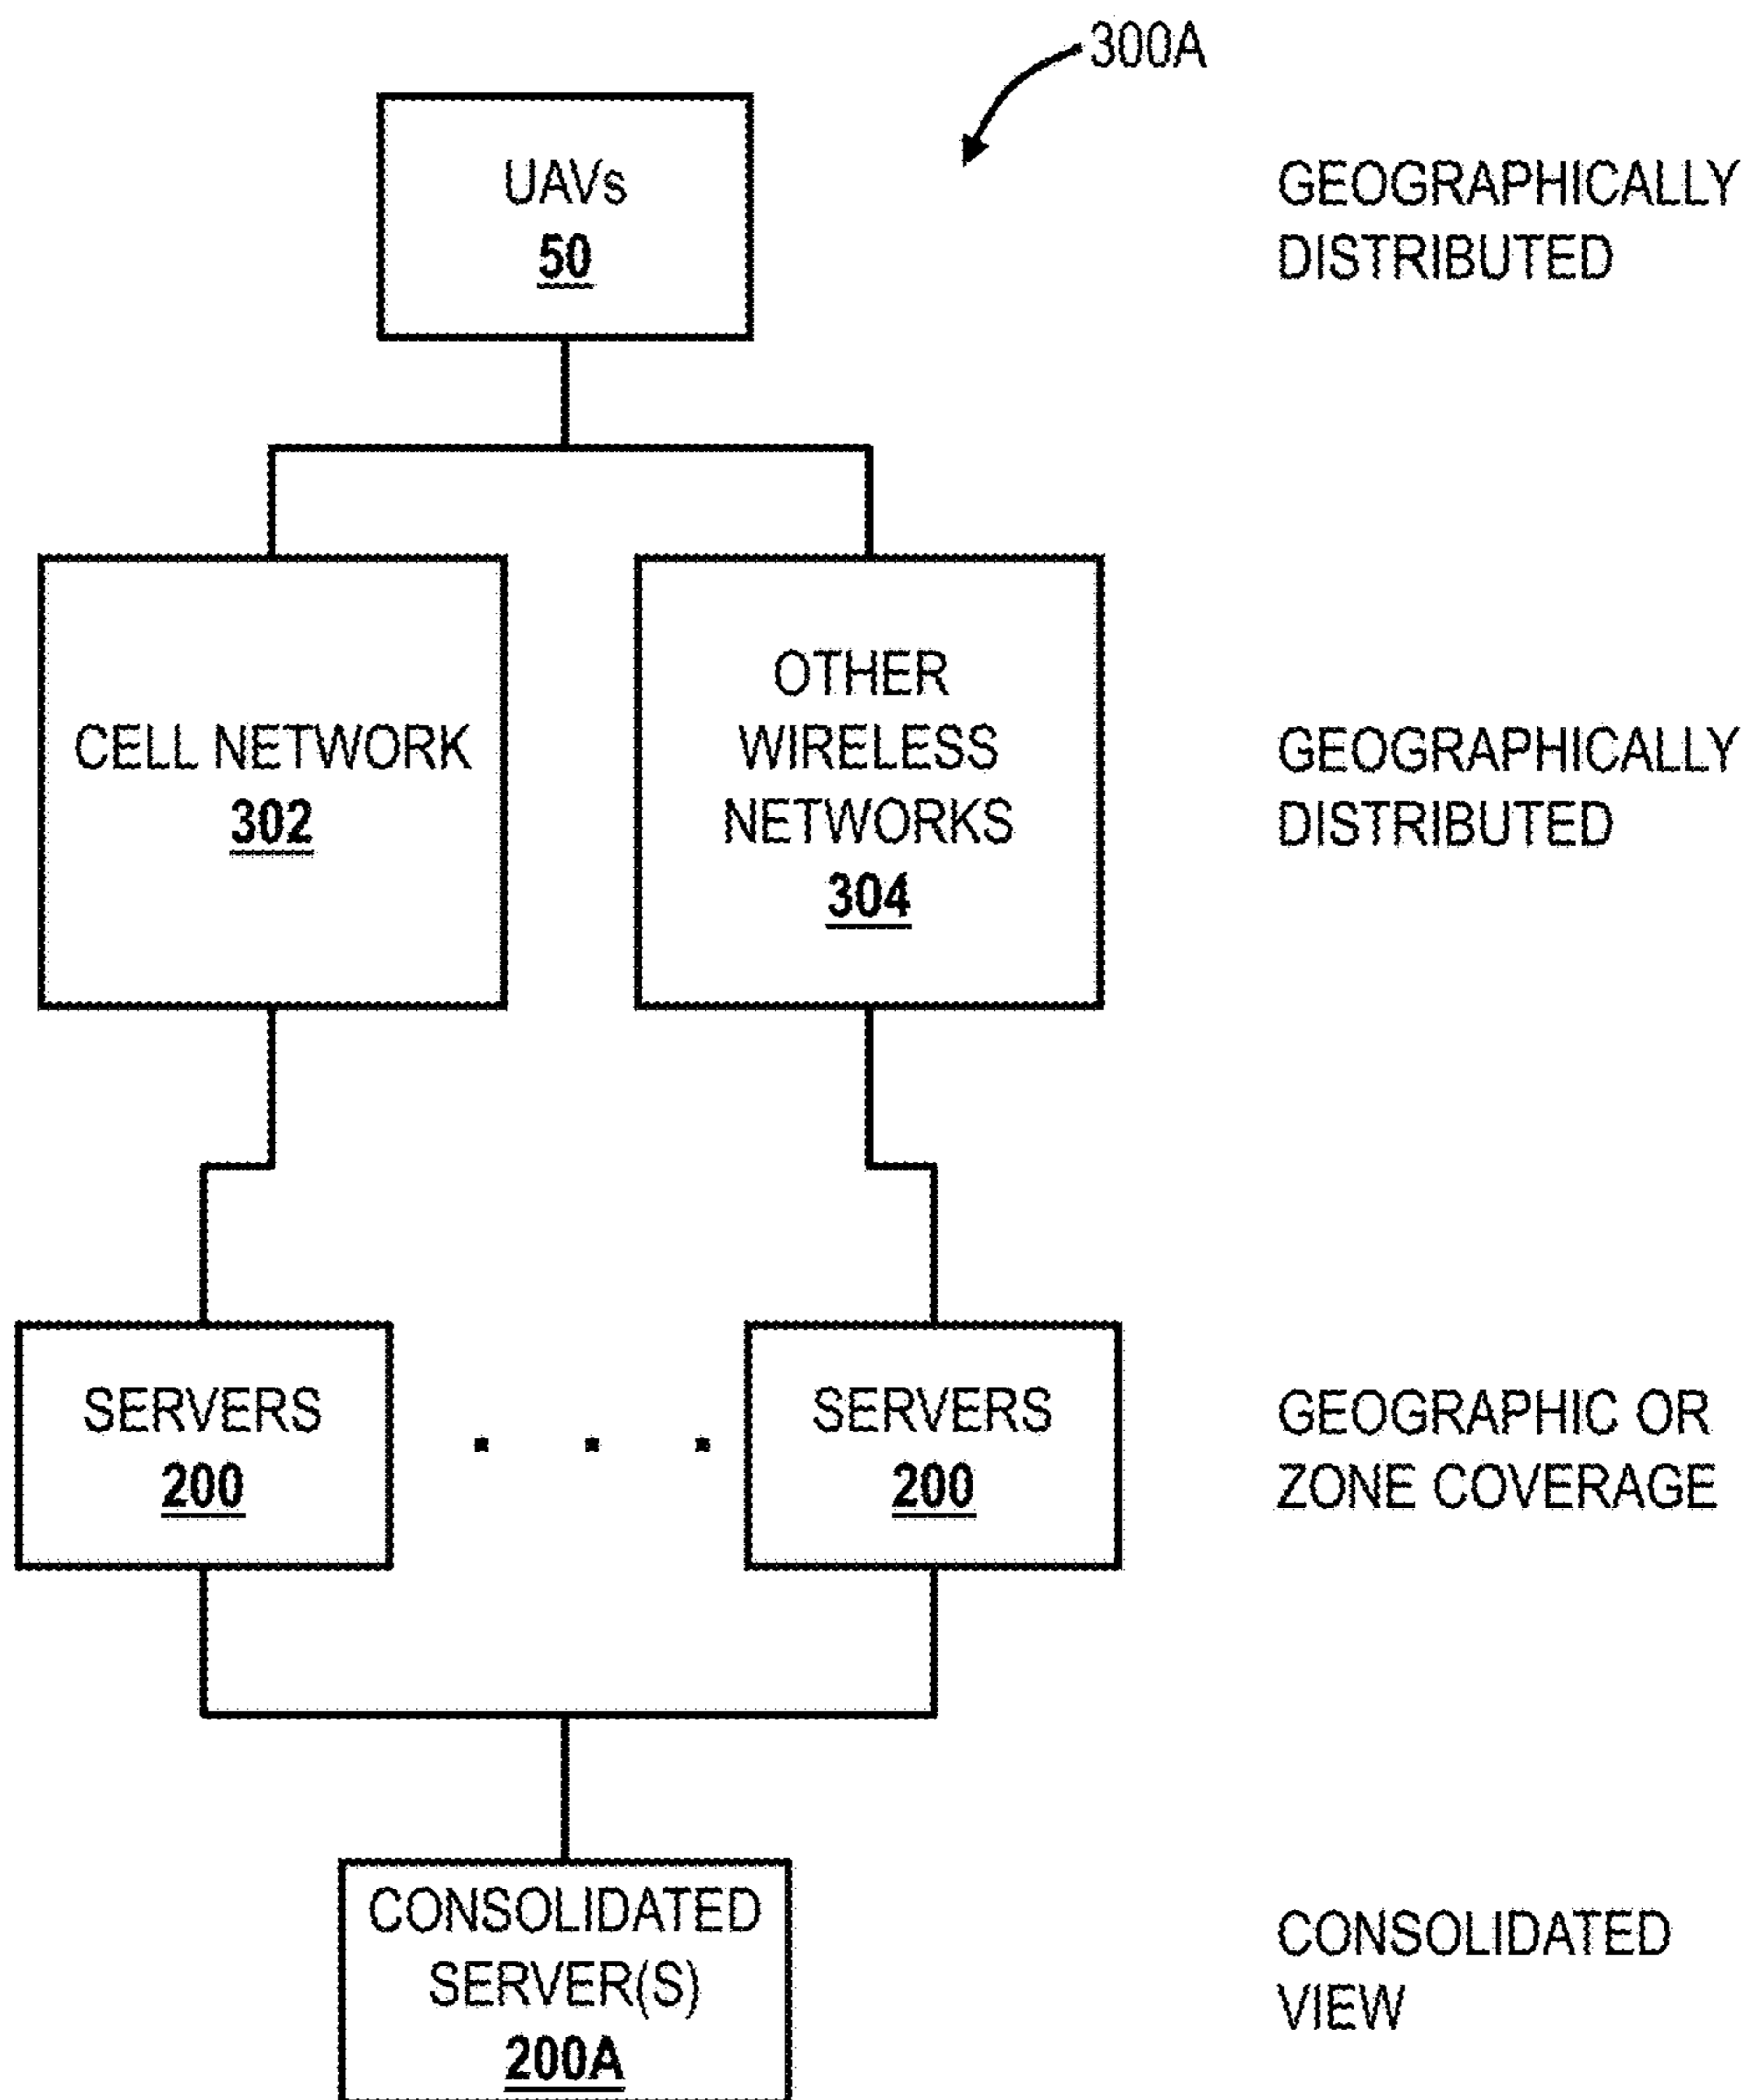 300A
UAVs
50
GEOGRAPHICALLY
DISTRIBUTED
CELL NETWORK
302
OTHER
WIRELESS
NETWORKS
304
GEOGRAPHICALLY
DISTRIBUTED
SERVERS
200
. . .
SERVERS
200
GEOGRAPHIC OR
ZONE COVERAGE
CONSOLIDATED
SERVER(S)
200A
CONSOLIDATED
VIEW